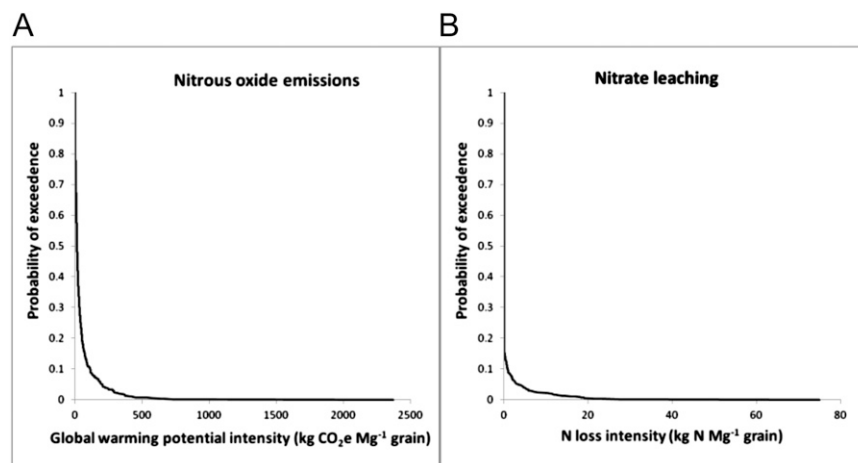 A
Nitrous oxide emissions
Probability of exceedence
1
0.9
0.8
0.7
0.6
0.5
0.4
0.3
0.2
0.1
0
0 500 1000 1500 2000 2500
Global warming potential intensity (kg CO₂e Mg⁻¹ grain)
B
Nitrate leaching
Probability of exceedence
1
0.9
0.8
0.7
0.6
0.5
0.4
0.3
0.2
0.1
0
0 20 40 60 80
N loss intensity (kg N Mg⁻¹ grain)